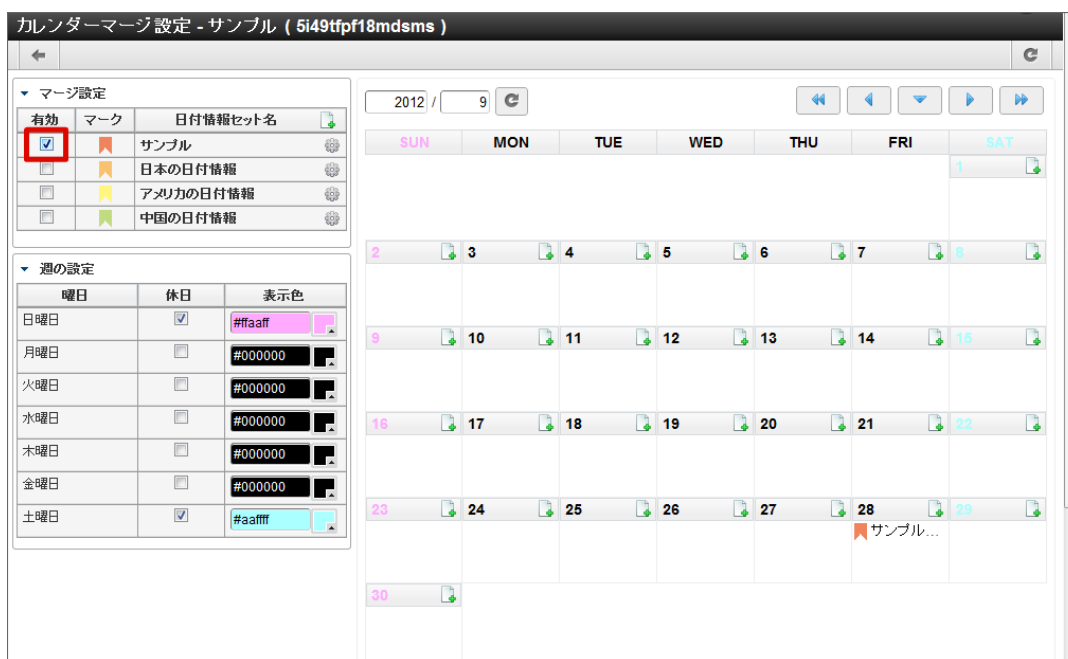 カレンダーマージ設定 - サンプル ( 5i49tfpf18mdsms )
マージ設定
有効 マーク 日付情報セット名
サンプル
日本の日付情報
アメリカの日付情報
中国の日付情報
週の設定
曜日 休日 表示色
日曜日 #ffaaff
月曜日 #000000
火曜日 #000000
水曜日 #000000
木曜日 #000000
金曜日 #000000
土曜日 #aaffff
2012 / 9
SUN MON TUE WED THU FRI SAT
1
2 3 4 5 6 7 8
9 10 11 12 13 14 15
16 17 18 19 20 21 22
23 24 25 26 27 28 29
サンプル...
30